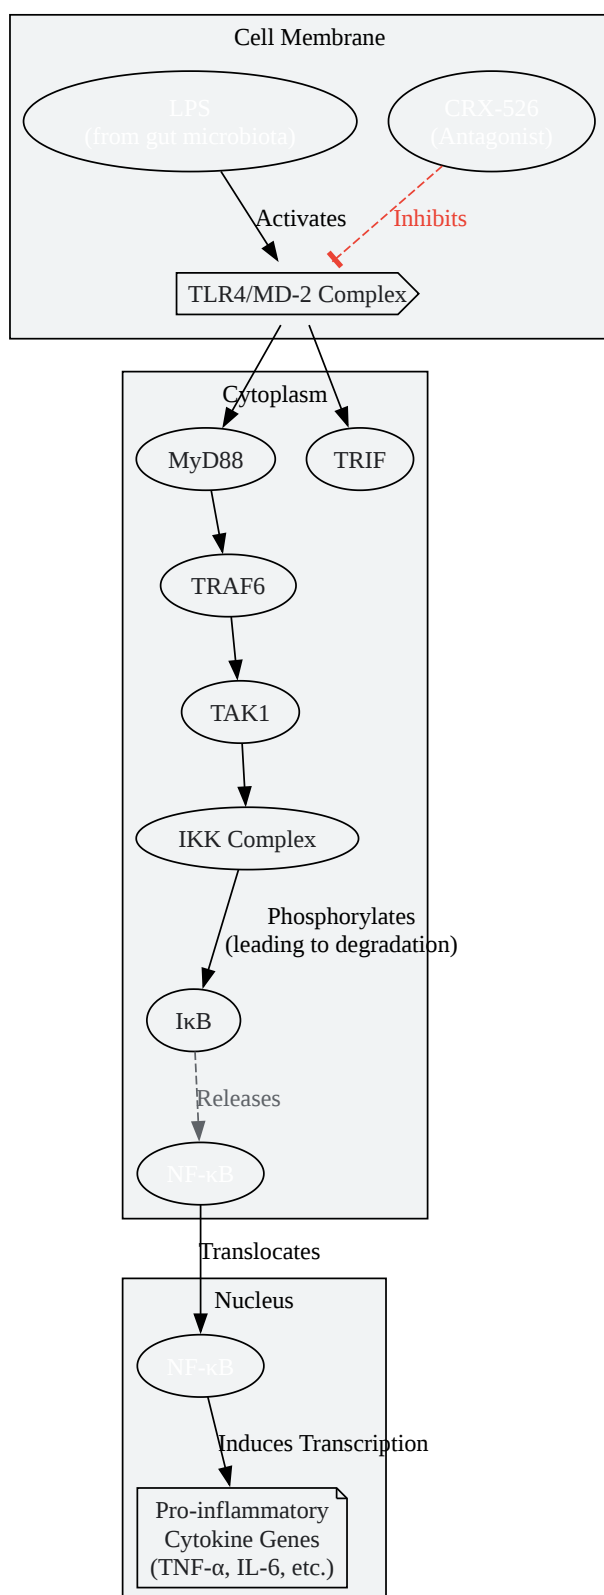 Cell Membrane
LPS
(from gut microbiota)
CRX-526
(Antagonist)
Activates
Inhibits
TLR4/MD-2 Complex
Cytoplasm
MyD88
TRIF
TRAF6
TAK1
IKK Complex
Phosphorylates
(leading to degradation)
IκB
Releases
NF-κB
Translocates
Nucleus
NF-κB
Induces Transcription
Pro-inflammatory
Cytokine Genes
(TNF-α, IL-6, etc.)